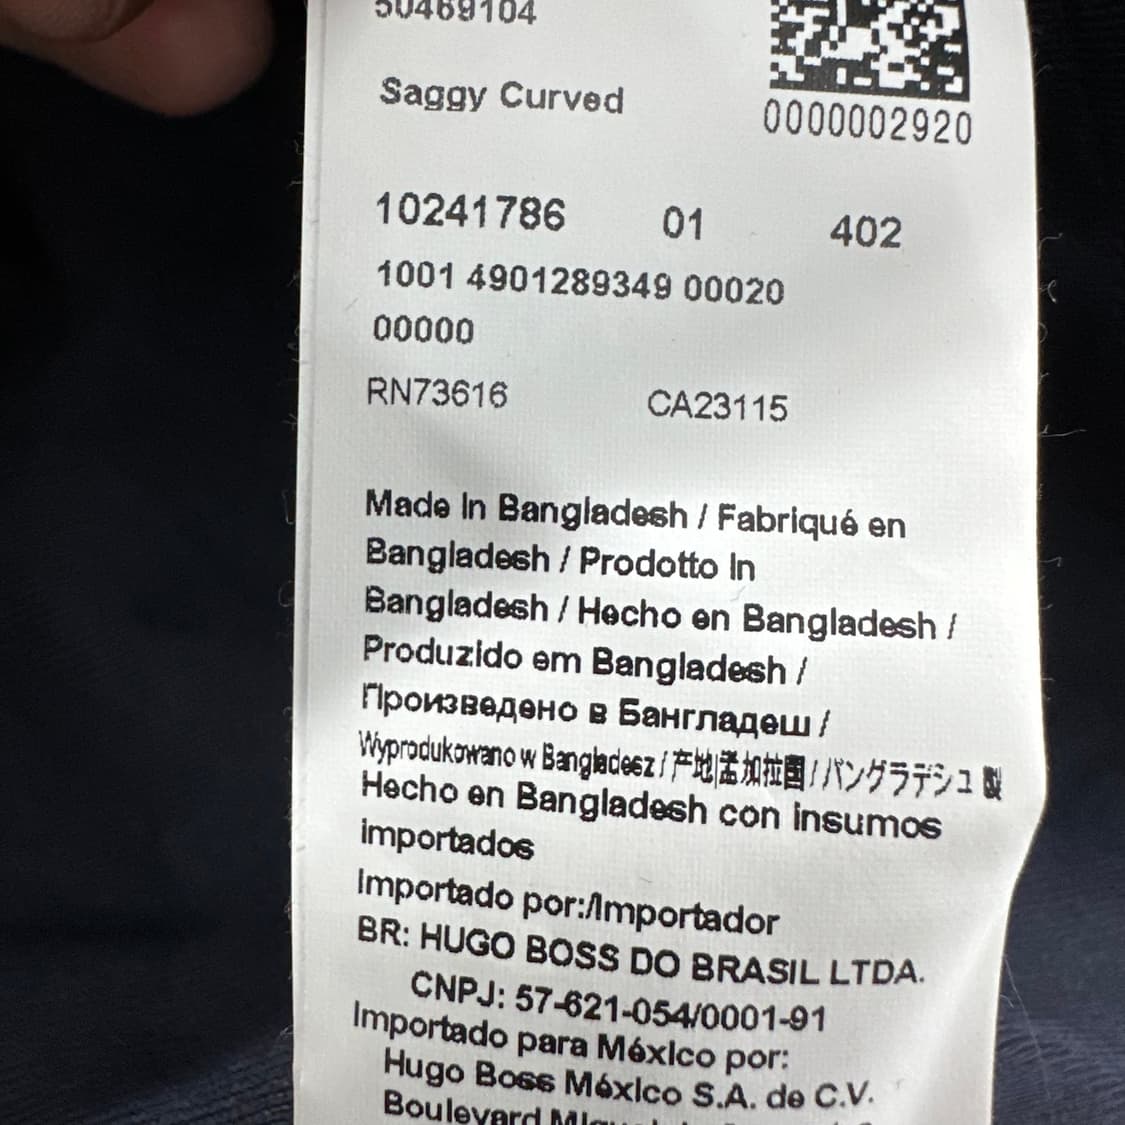 50469104
Saggy Curved
0000002920
10241786 01 402
1001 4901289349 00020
00000
RN73616 CA23115
Made in Bangladesh / Fabriqué en
Bangladesh / Prodotto in
Bangladesh / Hecho en Bangladesh /
Produzido em Bangladesh /
Произведено в Бангладеш /
Wyprodukowano w Bangladesz / 产地孟加拉国 / バングラデシュ 製
Hecho en Bangladesh con insumos
importados
Importado por:/Importador
BR: HUGO BOSS DO BRASIL LTDA.
CNPJ: 57-621-054/0001-91
Importado para México por:
Hugo Boss México S.A. de C.V.
Boulevard